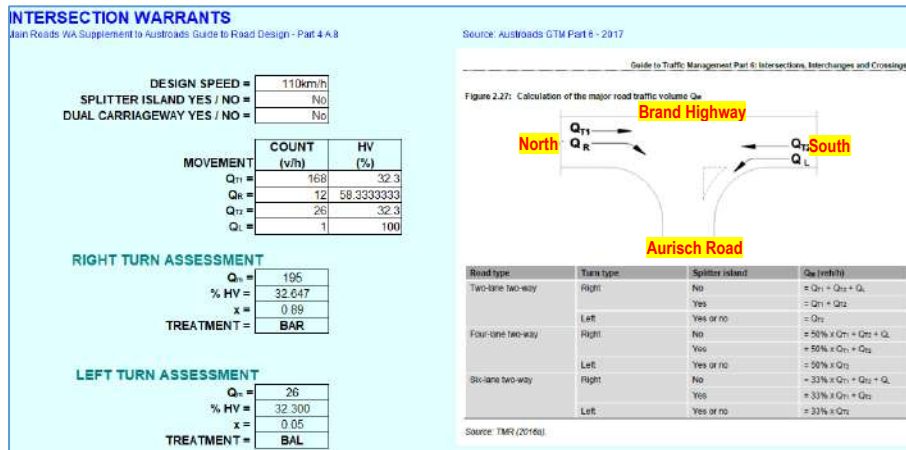 INTERSECTION WARRANTS
Main Roads WA Supplement to Austroads Guide to Road Design - Part 4 A.8
DESIGN SPEED = 110km/h
SPLITTER ISLAND YES / NO = No
DUAL CARRIAGEWAY YES / NO = No
MOVEMENT COUNT (v/h) HV (%)
QT1 = 168 32.3
QR = 12 58.3333333
QT2 = 26 32.3
QL = 1 100
RIGHT TURN ASSESSMENT
Qm = 195
% HV = 32.647
x = 0.89
TREATMENT = BAR
LEFT TURN ASSESSMENT
Qm = 26
% HV = 32.300
x = 0.05
TREATMENT = BAL
Source: Austroads GTM Part 6 - 2017
Guide to Traffic Management Part 6: Intersections, Interchanges and Crossings
Figure 2.27: Calculation of the major road traffic volume QM
Brand Highway
QT1
North QR
QT2 South
QL
Aurisch Road
Road type Turn type Splitter island QM (veh/h)
Two-lane two-way Right No = QT1 + QT2 + QL
Yes = QT1 + QT2
Left Yes or no = QT2
Four-lane two-way Right No = 50% x QT1 + QT2 + QL
Yes = 50% x QT1 + QT2
Left Yes or no = 50% x QT2
Six-lane two-way Right No = 33% x QT1 + QT2 + QL
Yes = 33% x QT1 + QT2
Left Yes or no = 33% x QT2
Source: TMR (2016a).